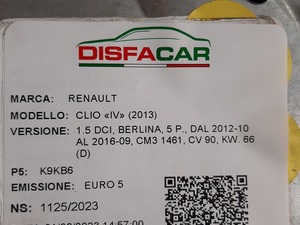 DISFACAR
MARCA: RENAULT
MODELLO: CLIO «IV» (2013)
VERSIONE: 1.5 DCI, BERLINA, 5 P., DAL 2012-10
AL 2016-09, CM3 1461, CV 90, KW. 66
(D)
P5: K9KB6
EMISSIONE: EURO 5
NS: 1125/2023